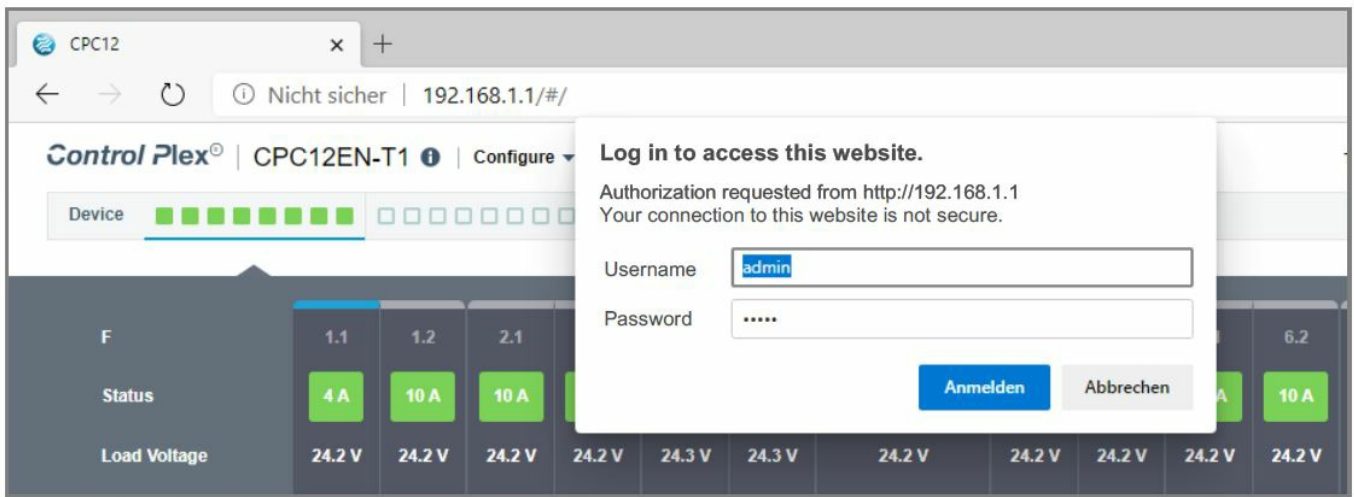 CPC12
Nicht sicher | 192.168.1.1/#/
Control Plex® | CPC12EN-T1 | Configure
Device
Log in to access this website.
Authorization requested from http://192.168.1.1
Your connection to this website is not secure.
Username admin
Password •••••
Anmelden Abbrechen
F 1.1 1.2 2.1 6.2
Status 4 A 10 A 10 A A 10 A
Load Voltage 24.2 V 24.2 V 24.2 V 24.2 V 24.3 V 24.3 V 24.2 V 24.2 V 24.2 V 24.2 V 24.2 V